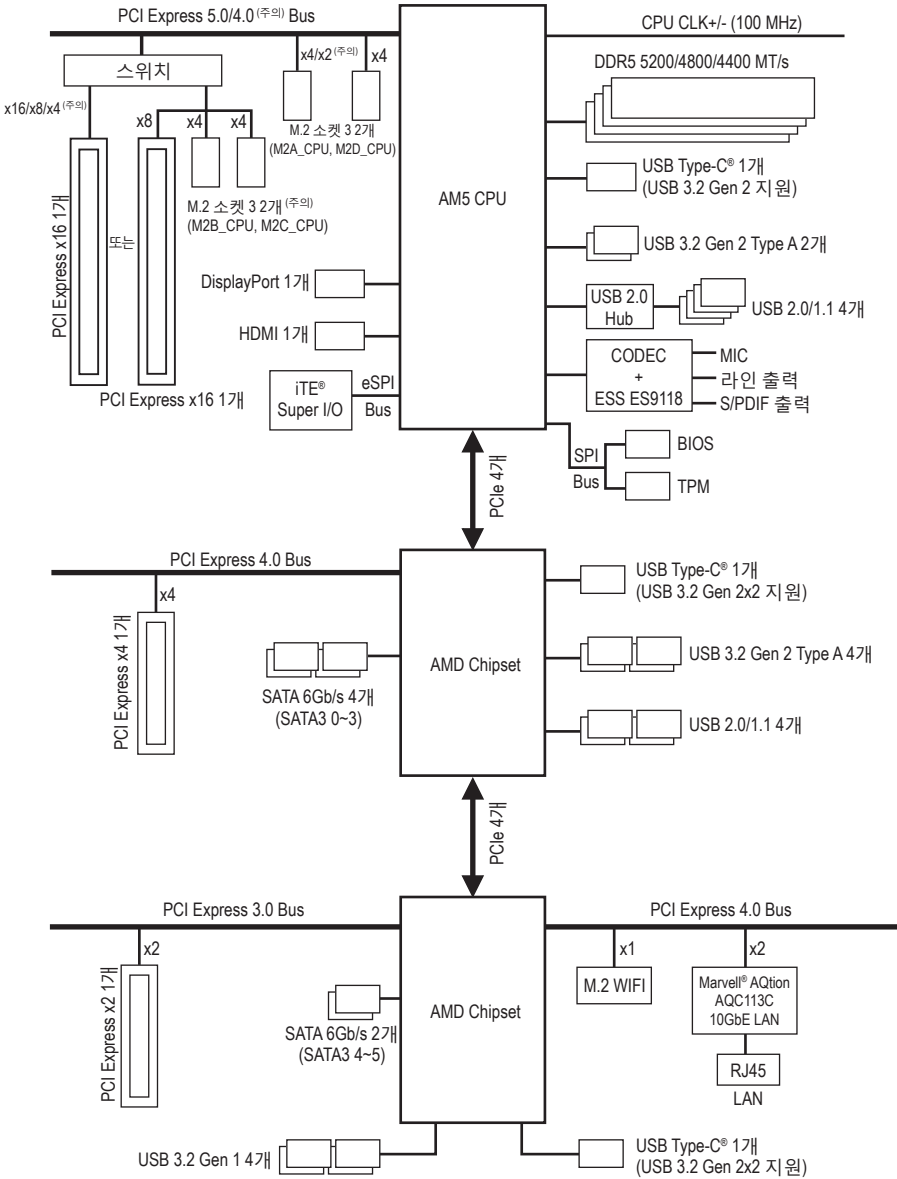 PCI Express 5.0/4.0 (주의) Bus
CPU CLK+/- (100 MHz)
스위치
x4/x2 (주의)
x4
DDR5 5200/4800/4400 MT/s
x16/x8/x4 (주의)
x8
x4
x4
M.2 소켓 3 2개
(M2A_CPU, M2D_CPU)
PCI Express x16 1개
또는
M.2 소켓 3 2개 (주의)
(M2B_CPU, M2C_CPU)
PCI Express x16 1개
AM5 CPU
USB Type-C® 1개
(USB 3.2 Gen 2 지원)
USB 3.2 Gen 2 Type A 2개
DisplayPort 1개
HDMI 1개
USB 2.0
Hub
USB 2.0/1.1 4개
iTE®
Super I/O
eSPI
Bus
CODEC
+
ESS ES9118
MIC
라인 출력
S/PDIF 출력
SPI
Bus
BIOS
TPM
PCIe 4개
PCI Express 4.0 Bus
x4
PCI Express x4 1개
SATA 6Gb/s 4개
(SATA3 0~3)
AMD Chipset
USB Type-C® 1개
(USB 3.2 Gen 2x2 지원)
USB 3.2 Gen 2 Type A 4개
USB 2.0/1.1 4개
PCIe 4개
PCI Express 3.0 Bus
PCI Express 4.0 Bus
x2
PCI Express x2 1개
SATA 6Gb/s 2개
(SATA3 4~5)
AMD Chipset
x1
x2
M.2 WIFI
Marvell® AQtion
AQC113C
10GbE LAN
RJ45
LAN
USB 3.2 Gen 1 4개
USB Type-C® 1개
(USB 3.2 Gen 2x2 지원)